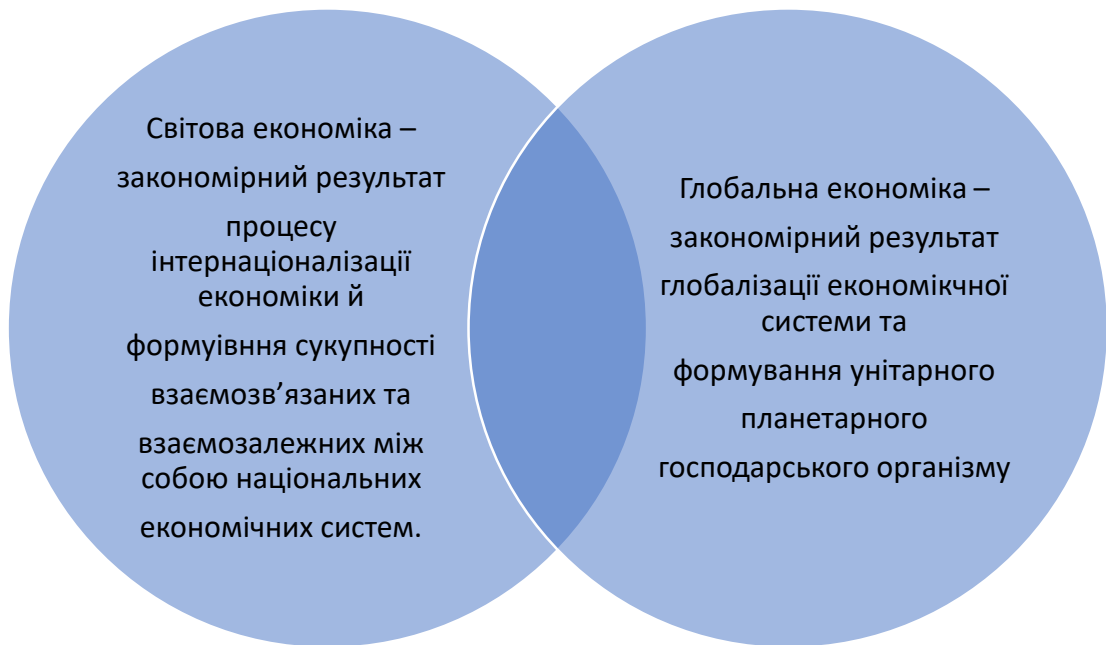 Світова економіка –
закономірний результат
процесу
інтернаціоналізації
економіки й
формуівння сукупності
взаємозв’язаних та
взаємозалежних між
собою національних
економічних систем.
Глобальна економіка –
закономірний результат
глобалізації економікчної
системи та
формування унітарного
планетарного
господарського організму